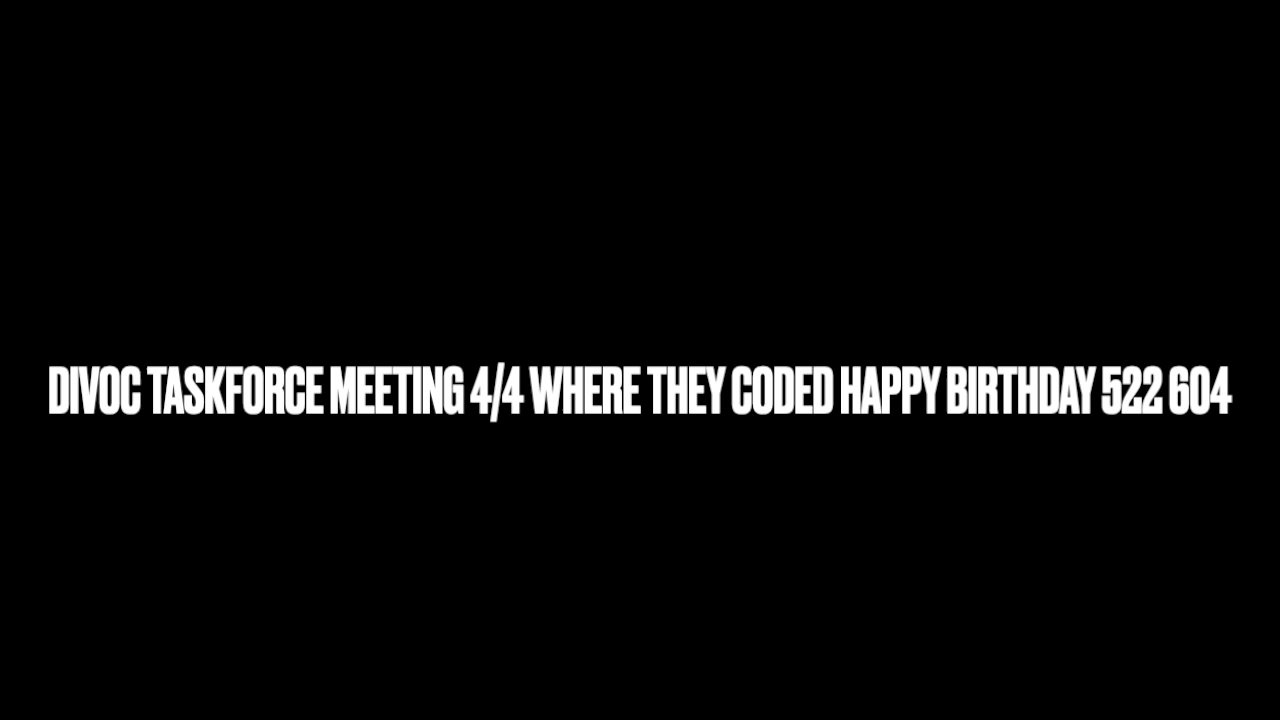 DIVOC TASKFORCE MEETING 4/4 WHERE THEY CODED HAPPY BIRTHDAY 522 604